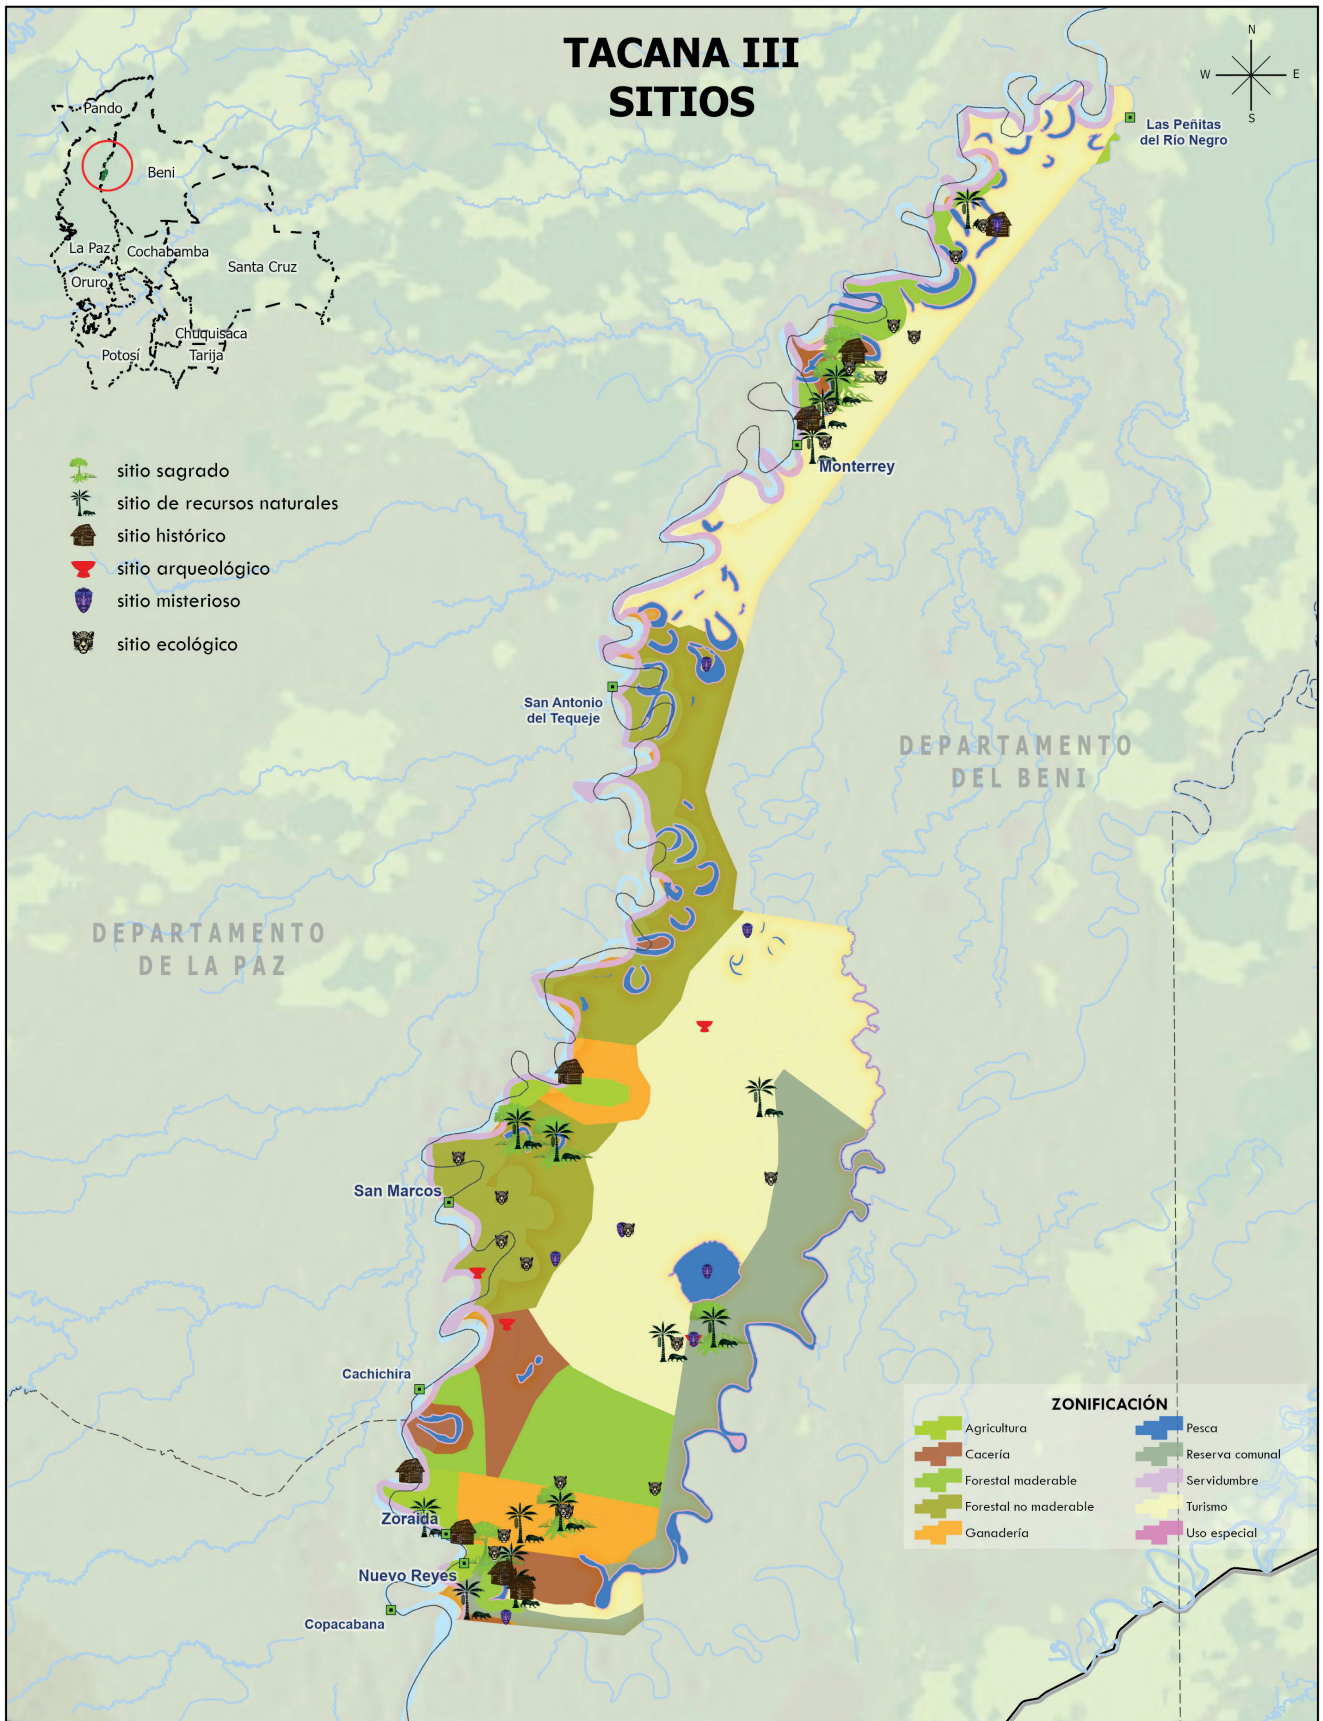 TACANA III
SITIOS
N
W
E
S
Pando
Beni
La Paz
Cochabamba
Santa Cruz
Oruro
Chuquisaca
Potosí
Tarija
Las Peñitas
del Río Negro
Monterrey
sitio sagrado
sitio de recursos naturales
sitio histórico
sitio arqueológico
sitio misterioso
sitio ecológico
San Antonio
del Tequeje
DEPARTAMENTO
DEL BENI
DEPARTAMENTO
DE LA PAZ
San Marcos
Cachichira
Zoraida
Nuevo Reyes
Copacabana
ZONIFICACIÓN
Agricultura
Cacería
Forestal maderable
Forestal no maderable
Ganadería
Pesca
Reserva comunal
Servidumbre
Turismo
Uso especial